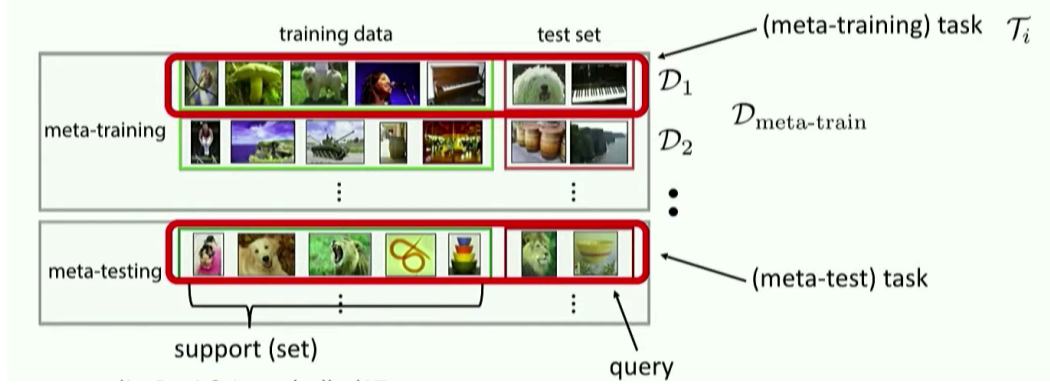 training data
test set
(meta-training) task 𝒯ᵢ
𝒟₁
meta-training
𝒟₂
𝒟meta-train
meta-testing
(meta-test) task
support (set)
query